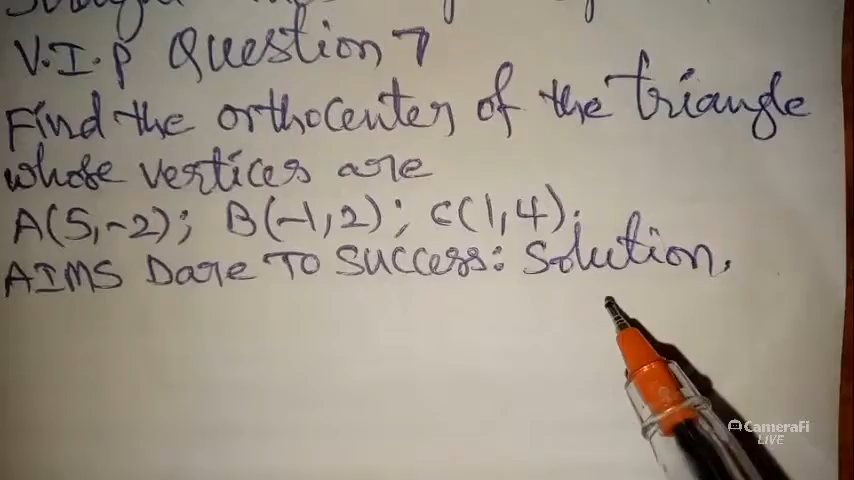 V.I.P Question 7
Find the orthocenter of the triangle
whose vertices are
A(5,-2); B(-1,2); C(1,4).
AIMS Dare To Success: Solution.
CameraFi
LIVE